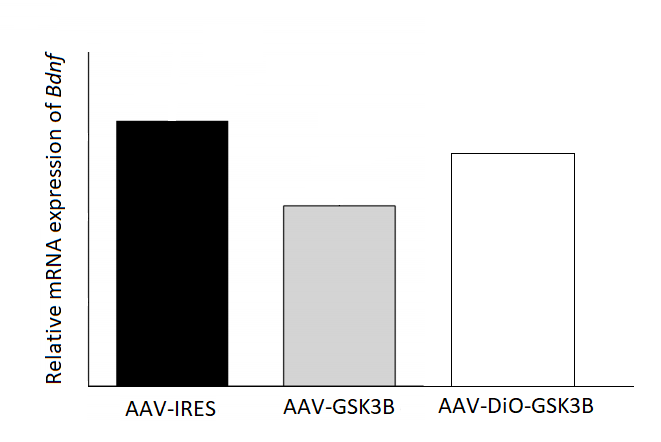 Relative mRNA expression of Bdnf
AAV-IRES
AAV-GSK3B
AAV-DiO-GSK3B